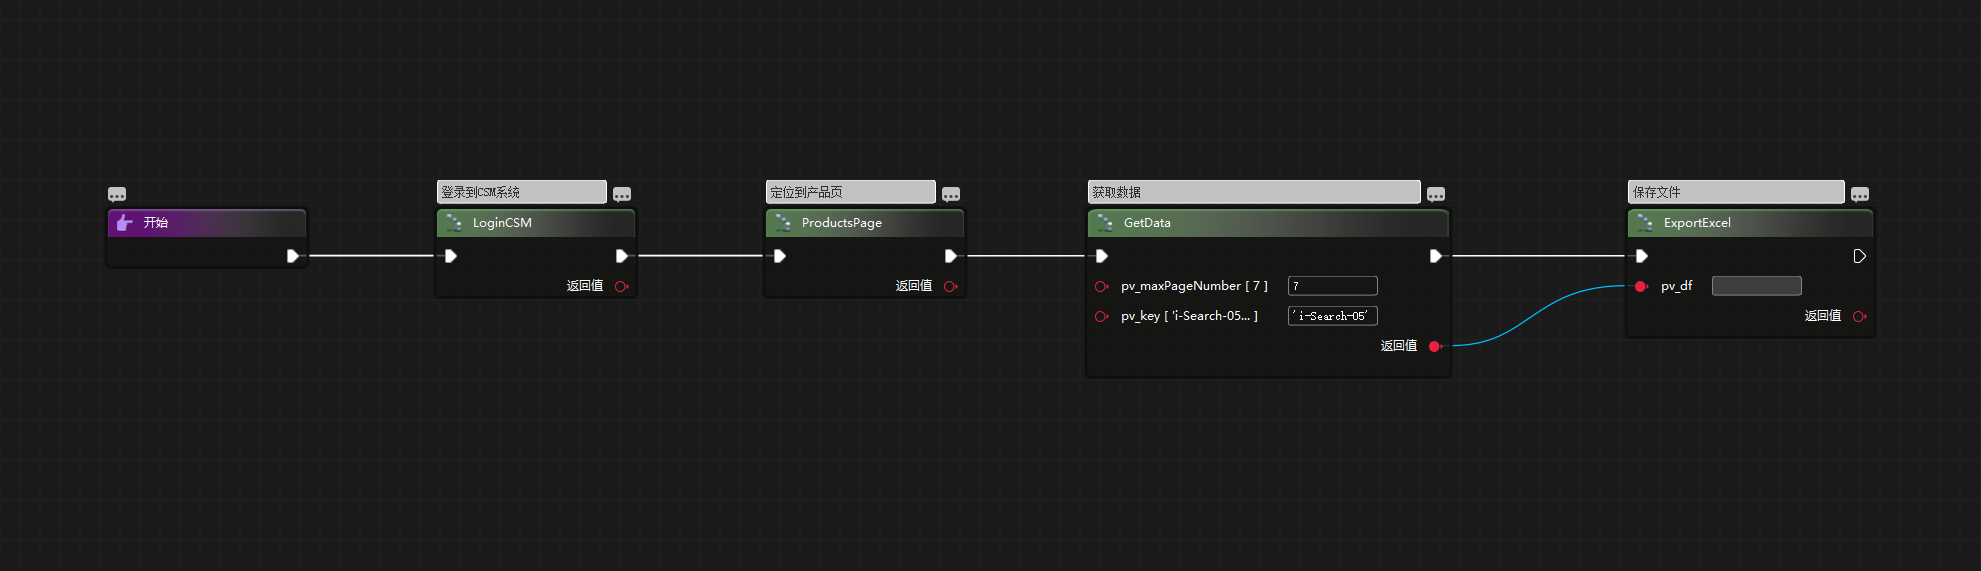 开始
登录到CSM系统
LoginCSM
返回值
定位到产品页
ProductsPage
返回值
获取数据
GetData
pv_maxPageNumber [ 7 ] 7
pv_key [ 'i-Search-05... ] 'i-Search-05'
返回值
保存文件
ExportExcel
pv_df
返回值